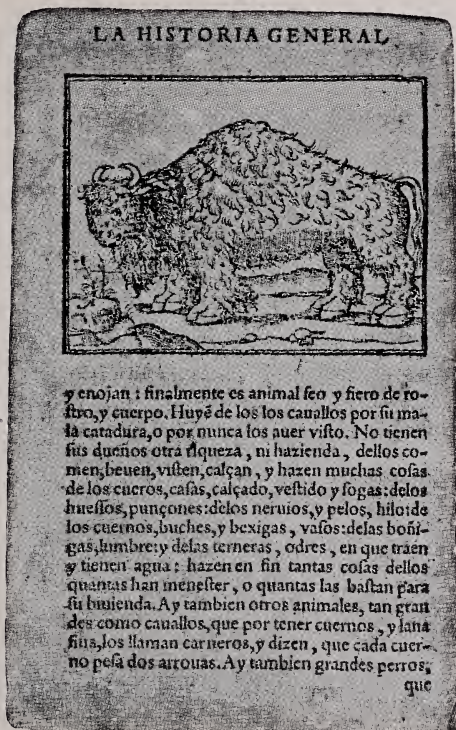 LA HISTORIA GENERAL
y enojan : finalmente es animal feo y fiero de ro-
ſtro,y cuerpo. Huyẽ de los los cauallos por ſu ma-
la catadura,o por nunca los auer viſto. No tienen
ſus dueños otra riqueza , ni hazienda , dellos co-
men,beuen,viſten,calçan , y hazen muchas coſas
de los cueros,caſas,calçado,veſtido y ſogas:delos
hueſſos,punçones:delos neruios,y pelos, hilo:de
los cuernos,buches,y bexigas , vaſos:delas boñi-
gas,lumbre:y delas terneras , odres , en que traẽn
y tienen agua : hazen en fin tantas coſas dellos
quantas han meneſter , o quantas las baſtan para
ſu biuienda. Ay tambien otros animales, tan gran
des como cauallos,que por tener cuernos , y lana
fina,los llaman carneros,y dizen , que cada cuer-
no peſa dos arrouas. Ay tambien grandes perros,
que